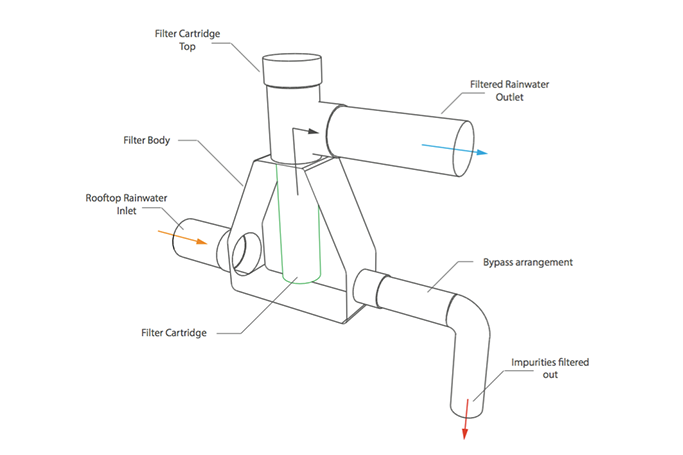 Filter Cartridge
Top
Filtered Rainwater
Outlet
Filter Body
Rooftop Rainwater
Inlet
Bypass arrangement
Filter Cartridge
Impurities filtered
out